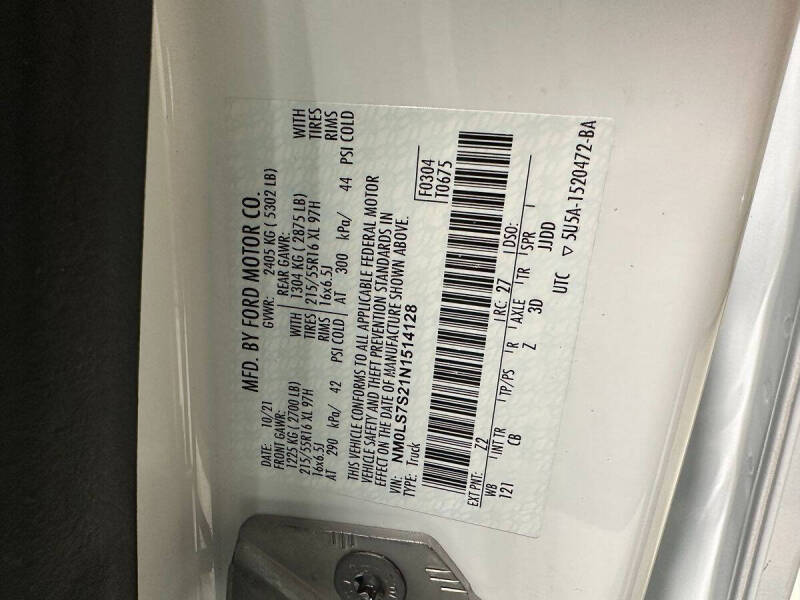 MFD. BY FORD MOTOR CO.
DATE: 10/21 GVWR: 2405 KG ( 5302 LB)
FRONT GAWR: REAR GAWR:
1225 KG ( 2700 LB) WITH 1304 KG ( 2875 LB) WITH
215/55R16 XL 97H TIRES 215/55R16 XL 97H TIRES
16x6.5J RIMS 16x6.5J RIMS
AT 290 kPa/ 42 PSI COLD AT 300 kPa/ 44 PSI COLD
THIS VEHICLE CONFORMS TO ALL APPLICABLE FEDERAL MOTOR
VEHICLE SAFETY AND THEFT PREVENTION STANDARDS IN
EFFECT ON THE DATE OF MANUFACTURE SHOWN ABOVE.
VIN: NM0LS7S21N1514128
TYPE: Truck
F0304
T0675
EXT PNT: Z2 RC: 27 DSO:
WB INT TR TP/PS R AXLE TR SPR
121 CB Z 3D JJDD
UTC ▽ 5U5A-1520472-BA